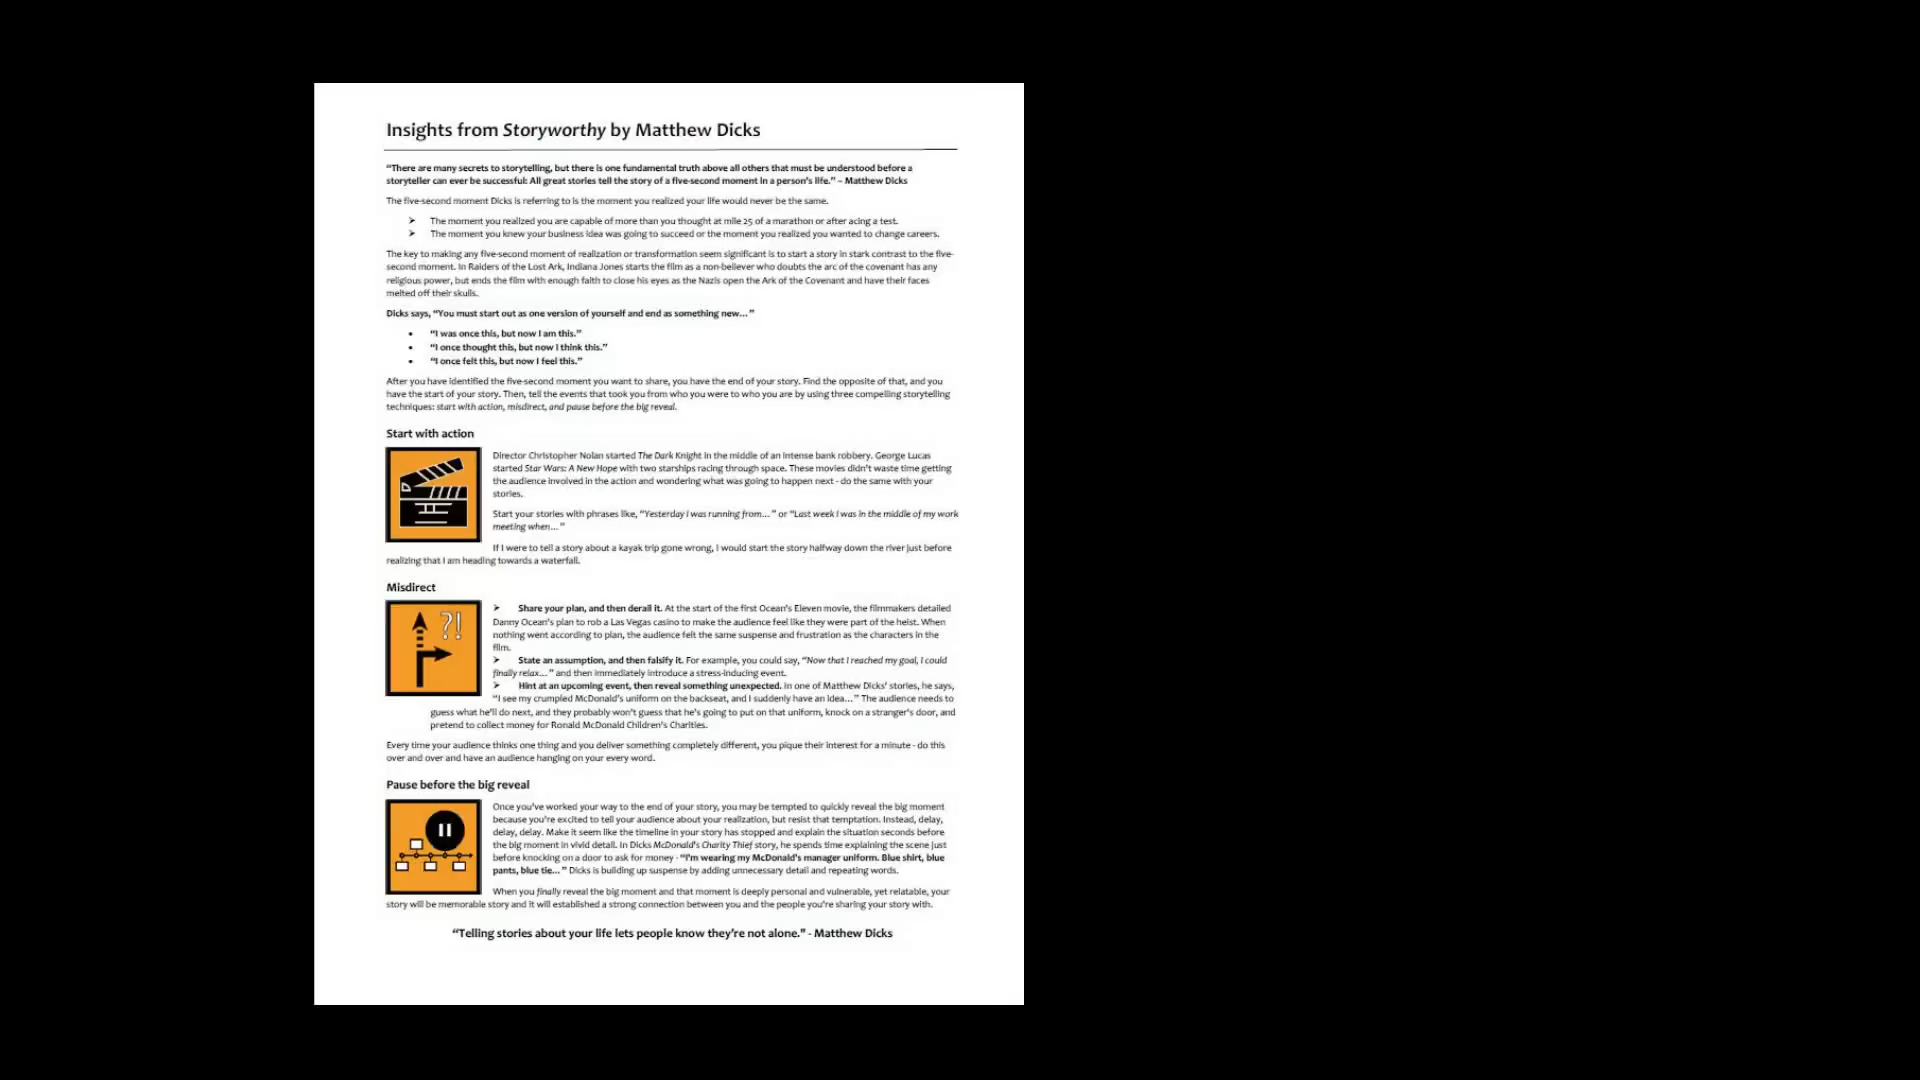 Insights from Storyworthy by Matthew Dicks
“There are many secrets to storytelling, but there is one fundamental truth above all others that must be understood before a
storyteller can ever be successful: All great stories tell the story of a five-second moment in a person’s life.” – Matthew Dicks
The five-second moment Dicks is referring to is the moment you realized your life would never be the same.
➢ The moment you realized you are capable of more than you thought at mile 25 of a marathon or after acing a test.
➢ The moment you knew your business idea was going to succeed or the moment you realized you wanted to change careers.
The key to making any five-second moment of realization or transformation seem significant is to start a story in stark contrast to the five-
second moment. In Raiders of the Lost Ark, Indiana Jones starts the film as a non-believer who doubts the arc of the covenant has any
religious power, but ends the film with enough faith to close his eyes as the Nazis open the Ark of the Covenant and have their faces
melted off their skulls.
Dicks says, “You must start out as one version of yourself and end as something new…”
• “I was once this, but now I am this.”
• “I once thought this, but now I think this.”
• “I once felt this, but now I feel this.”
After you have identified the five-second moment you want to share, you have the end of your story. Find the opposite of that, and you
have the start of your story. Then, tell the events that took you from who you were to who you are by using three compelling storytelling
techniques: start with action, misdirect, and pause before the big reveal.
Start with action
Director Christopher Nolan started The Dark Knight in the middle of an intense bank robbery. George Lucas
started Star Wars: A New Hope with two starships racing through space. These movies didn’t waste time getting
the audience involved in the action and wondering what was going to happen next - do the same with your
stories.
Start your stories with phrases like, “Yesterday I was running from…” or “Last week I was in the middle of my work
meeting when…”
If I were to tell a story about a kayak trip gone wrong, I would start the story halfway down the river just before
realizing that I am heading towards a waterfall.
Misdirect
?!
➢ Share your plan, and then derail it. At the start of the first Ocean’s Eleven movie, the filmmakers detailed
Danny Ocean’s plan to rob a Las Vegas casino to make the audience feel like they were part of the heist. When
nothing went according to plan, the audience felt the same suspense and frustration as the characters in the
film.
➢ State an assumption, and then falsify it. For example, you could say, “Now that I reached my goal, I could
finally relax…” and then immediately introduce a stress-inducing event.
➢ Hint at an upcoming event, then reveal something unexpected. In one of Matthew Dicks’ stories, he says,
“I see my crumpled McDonald’s uniform on the backseat, and I suddenly have an idea…” The audience needs to
guess what he’ll do next, and they probably won’t guess that he’s going to put on that uniform, knock on a stranger’s door, and
pretend to collect money for Ronald McDonald Children’s Charities.
Every time your audience thinks one thing and you deliver something completely different, you pique their interest for a minute - do this
over and over and have an audience hanging on your every word.
Pause before the big reveal
Once you’ve worked your way to the end of your story, you may be tempted to quickly reveal the big moment
because you’re excited to tell your audience about your realization, but resist that temptation. Instead, delay,
delay, delay. Make it seem like the timeline in your story has stopped and explain the situation seconds before
the big moment in vivid detail. In Dicks McDonald’s Charity Thief story, he spends time explaining the scene just
before knocking on a door to ask for money - “I’m wearing my McDonald’s manager uniform. Blue shirt, blue
pants, blue tie…” Dicks is building up suspense by adding unnecessary detail and repeating words.
When you finally reveal the big moment and that moment is deeply personal and vulnerable, yet relatable, your
story will be memorable story and it will established a strong connection between you and the people you’re sharing your story with.
“Telling stories about your life lets people know they’re not alone.” - Matthew Dicks